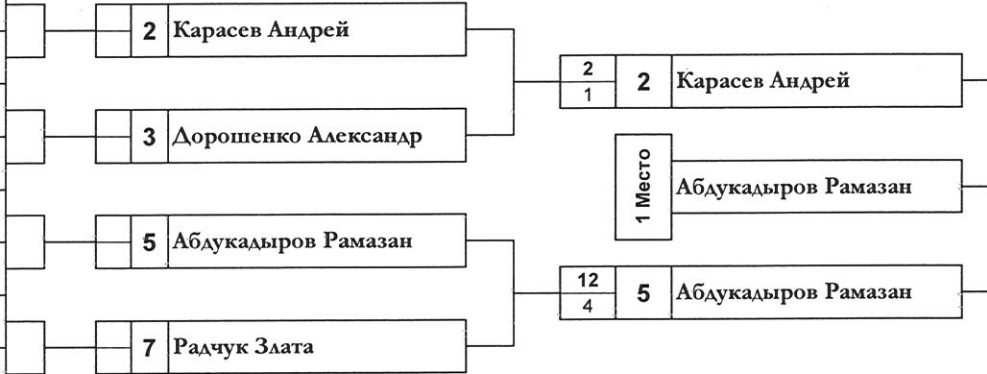 2 Карасев Андрей
3 Дорошенко Александр
5 Абдукадыров Рамазан
7 Радчук Злата
2
1
2 Карасев Андрей
1 Место
Абдукадыров Рамазан
12
4
5 Абдукадыров Рамазан